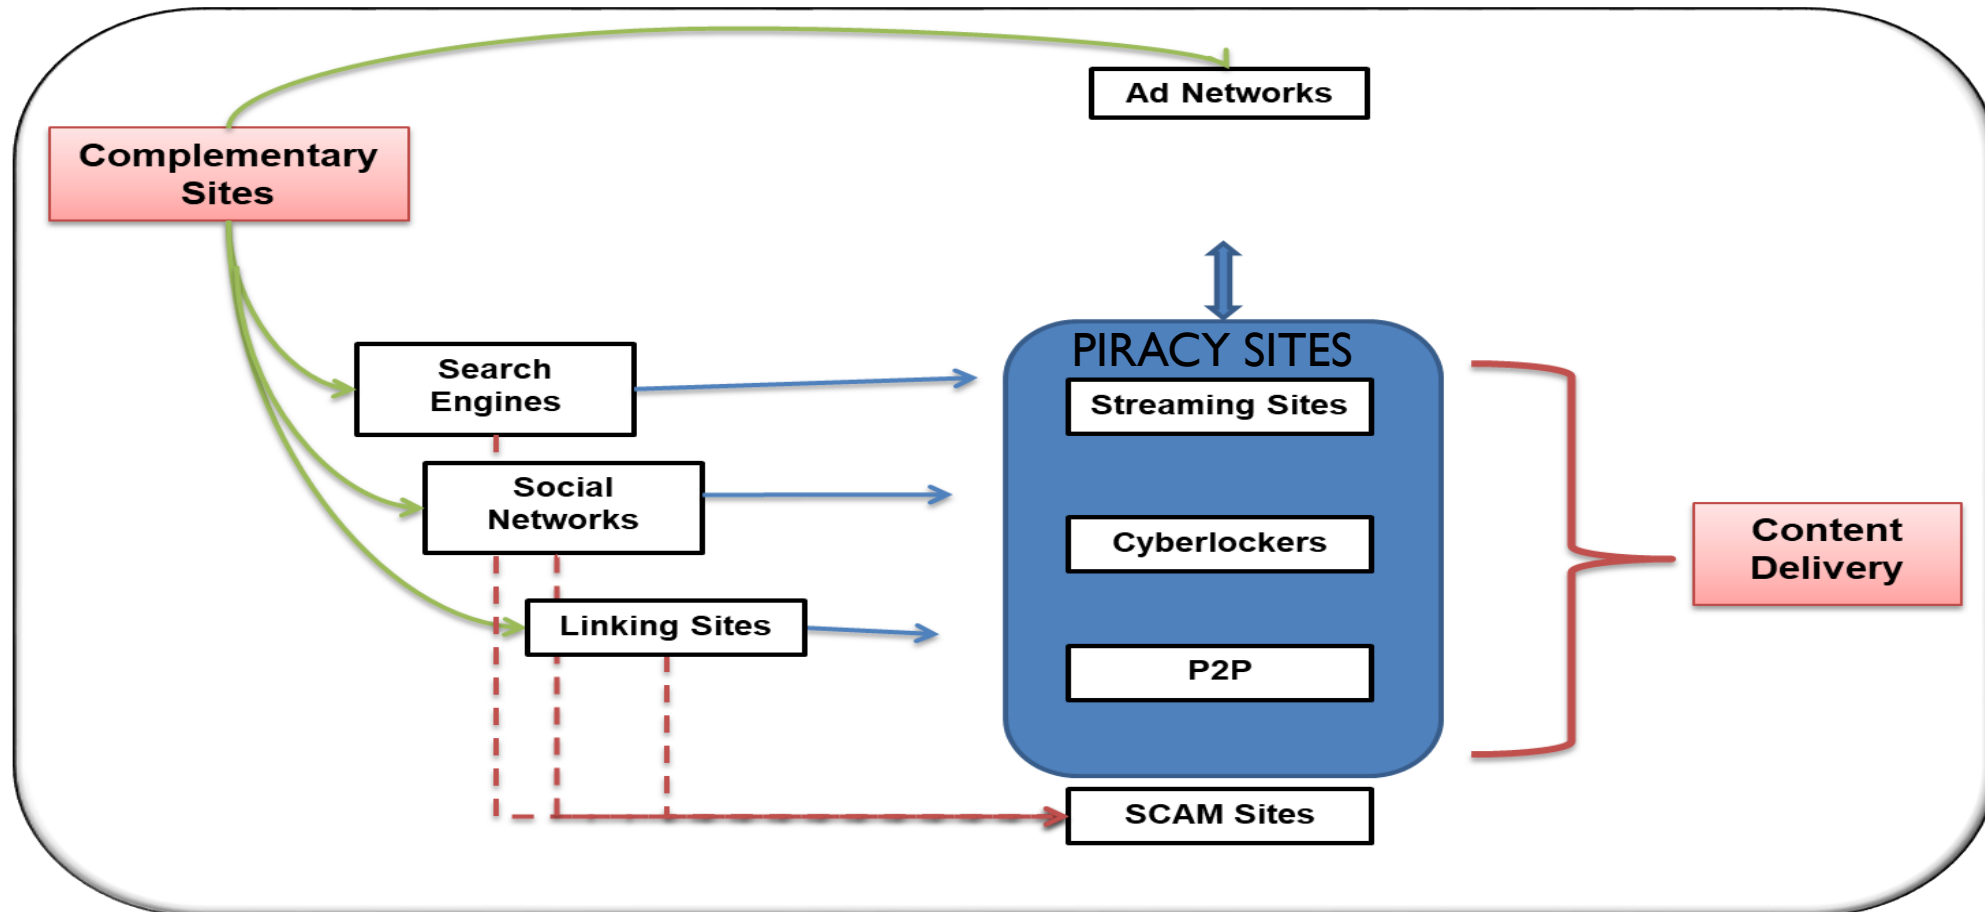 Ad Networks
Complementary
Sites
PIRACY SITES
Search
Engines
Streaming Sites
Social
Networks
Cyberlockers
Content
Delivery
Linking Sites
P2P
SCAM Sites